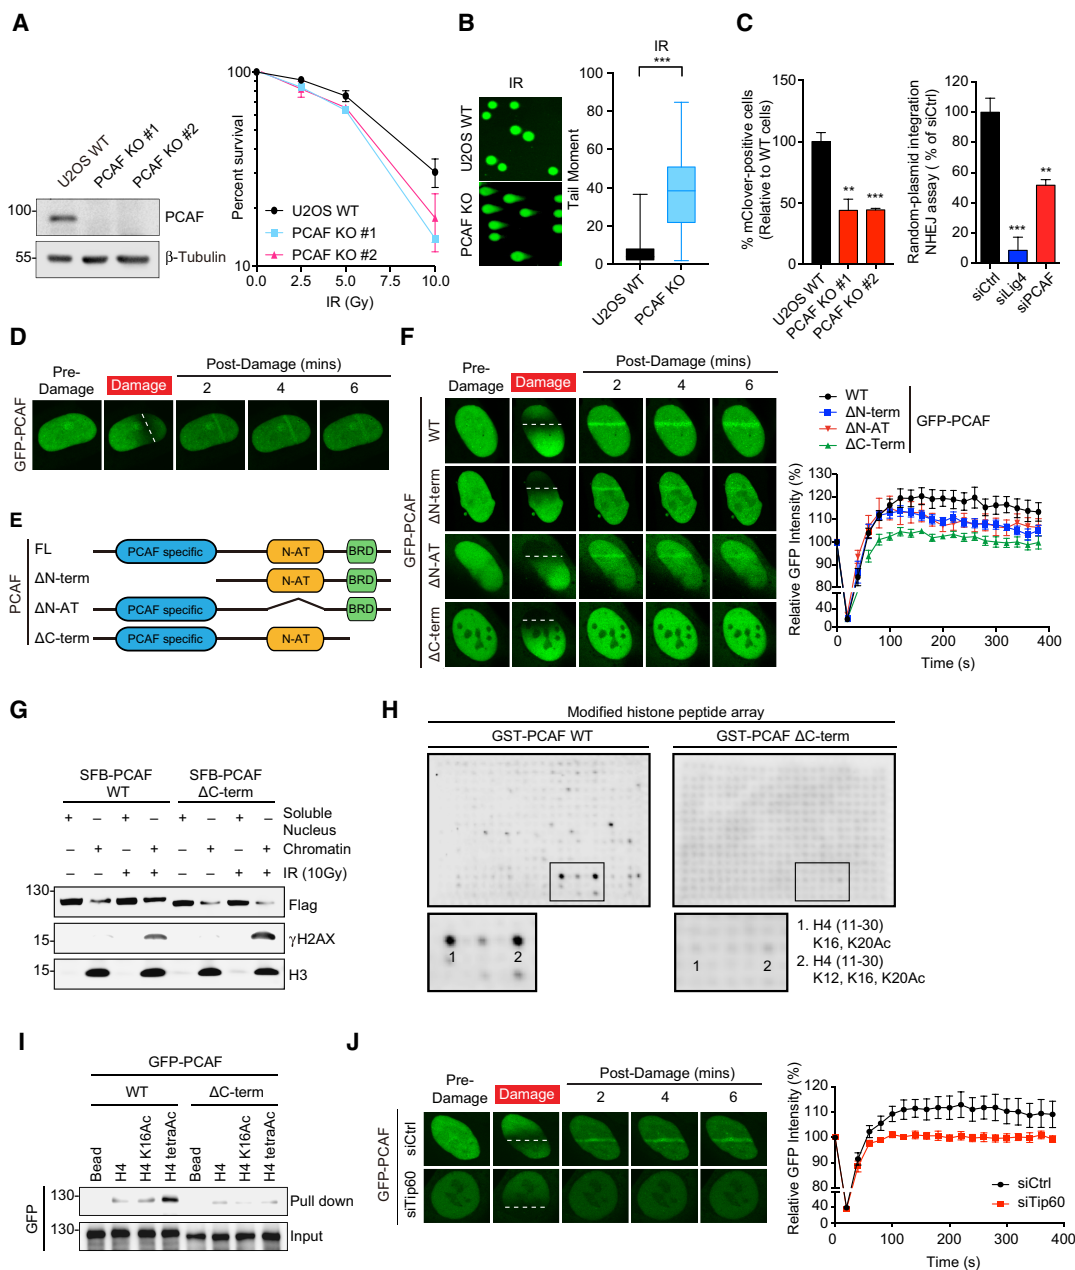 A
U2OS WT
PCAF KO #1
PCAF KO #2
100
55
PCAF
β-Tubulin
Percent survival
100
10
0.0 2.5 5.0 7.5 10.0
IR (Gy)
U2OS WT
PCAF KO #1
PCAF KO #2
B
IR
U2OS WT
PCAF KO
IR
***
Tail Moment
100
80
60
40
20
0
U2OS WT
PCAF KO
C
% mClover-positive cells
(Relative to WT cells)
150
100
50
0
** ***
U2OS WT
PCAF KO #1
PCAF KO #2
Random-plasmid integration
NHEJ assay ( % of siCtrl)
120
100
80
60
40
20
0
***
**
siCtrl
siLig4
siPCAF
D
Pre-
Damage
Damage
Post-Damage (mins)
2 4 6
GFP-PCAF
E
PCAF
FL
PCAF specific N-AT BRD
ΔN-term
N-AT BRD
ΔN-AT
PCAF specific BRD
ΔC-term
PCAF specific N-AT
F
Pre-
Damage
Damage
Post-Damage (mins)
2 4 6
GFP-PCAF
WT
ΔN-term
ΔN-AT
ΔC-term
WT
ΔN-term
ΔN-AT
ΔC-Term
GFP-PCAF
Relative GFP Intensity (%)
130
120
110
100
90
80
40
0
0 100 200 300 400
Time (s)
G
SFB-PCAF
WT
SFB-PCAF
ΔC-term
+ – + – + – + – Soluble
Nucleus
– + – + – + – + Chromatin
– – + + – – + + IR (10Gy)
130
Flag
15
γH2AX
15
H3
H
Modified histone peptide array
GST-PCAF WT
GST-PCAF ΔC-term
1 2
1 2
1. H4 (11-30)
K16, K20Ac
2. H4 (11-30)
K12, K16, K20Ac
I
GFP-PCAF
WT ΔC-term
Bead
H4
H4 K16Ac
H4 tetraAc
Bead
H4
H4 K16Ac
H4 tetraAc
GFP
130
Pull down
130
Input
J
Pre-
Damage
Damage
Post-Damage (mins)
2 4 6
GFP-PCAF
siCtrl
siTip60
Relative GFP Intensity (%)
120
110
100
90
80
40
0
siCtrl
siTip60
0 100 200 300 400
Time (s)